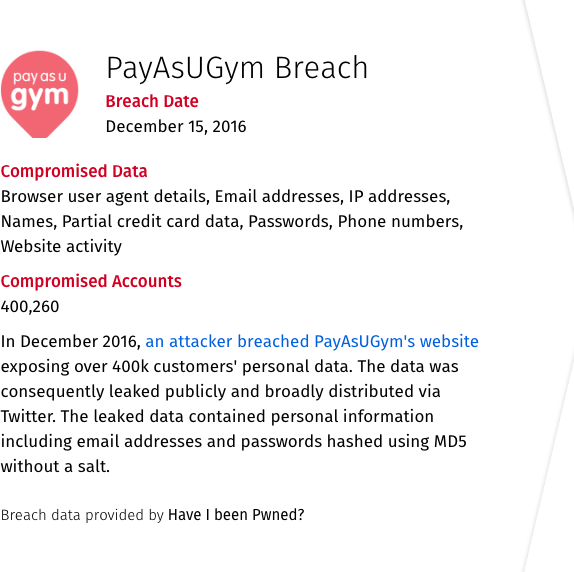 pay as u
gym
PayAsUGym Breach
Breach Date
December 15, 2016
Compromised Data
Browser user agent details, Email addresses, IP addresses,
Names, Partial credit card data, Passwords, Phone numbers,
Website activity
Compromised Accounts
400,260
In December 2016, an attacker breached PayAsUGym's website
exposing over 400k customers' personal data. The data was
consequently leaked publicly and broadly distributed via
Twitter. The leaked data contained personal information
including email addresses and passwords hashed using MD5
without a salt.
Breach data provided by Have I been Pwned?